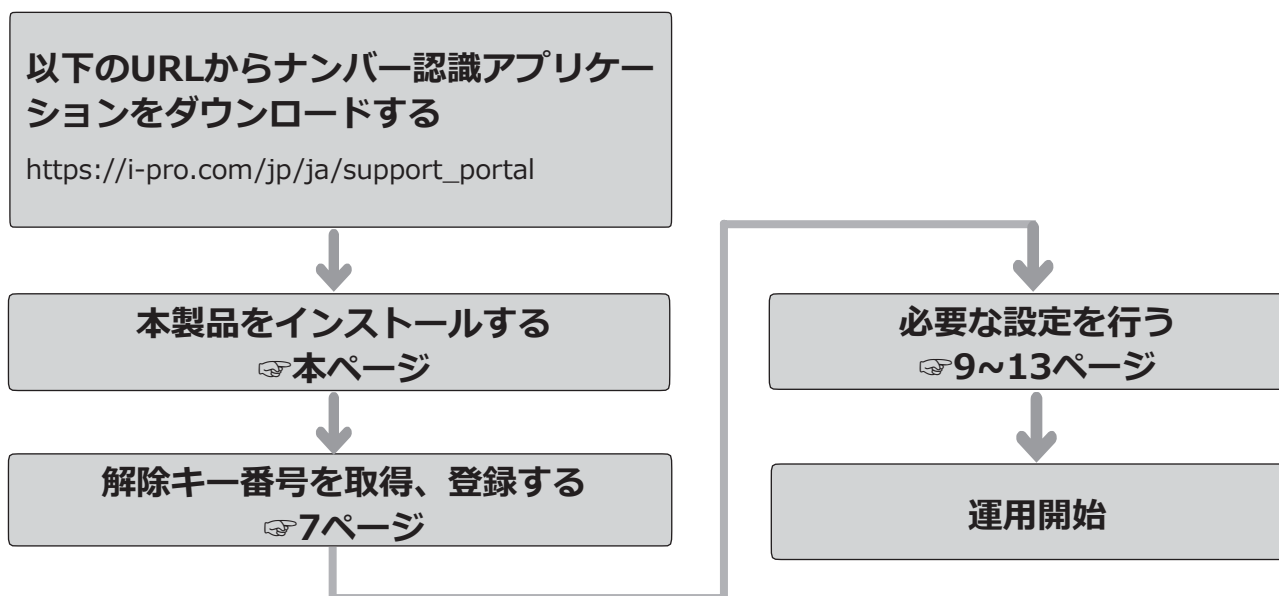 以下のURLからナンバー認識アプリケー
ションをダウンロードする
https://i-pro.com/jp/ja/support_portal
本製品をインストールする
☞本ページ
解除キー番号を取得、登録する
☞7ページ
必要な設定を行う
☞9~13ページ
運用開始